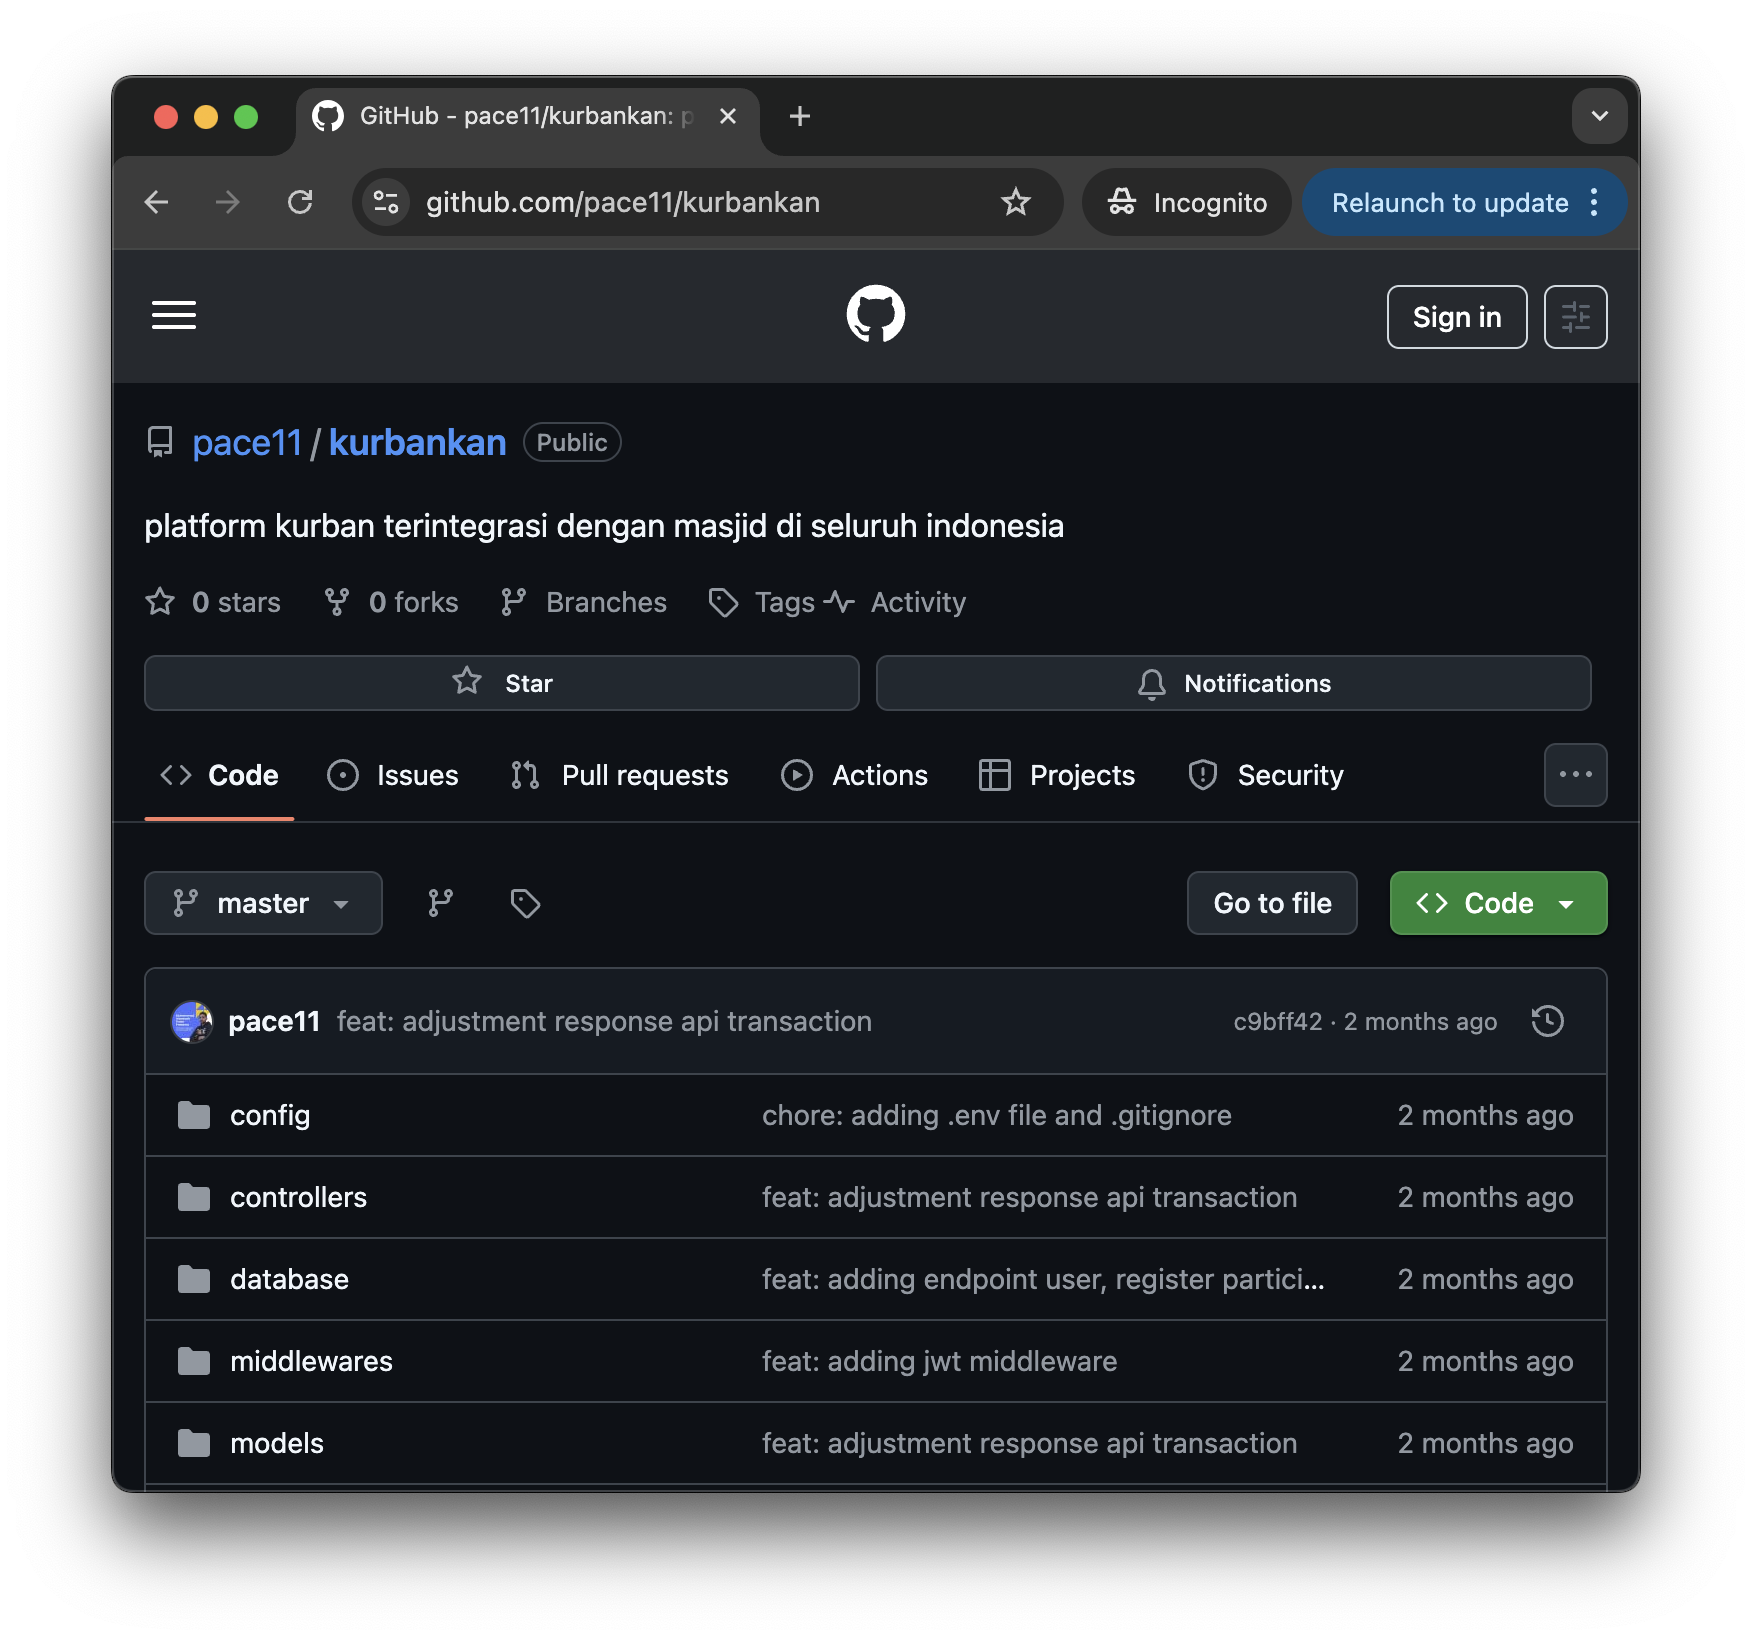 GitHub - pace11/kurbankan: p
github.com/pace11/kurbankan
Incognito
Relaunch to update
Sign in
pace11/kurbankan Public
platform kurban terintegrasi dengan masjid di seluruh indonesia
0 stars 0 forks Branches Tags Activity
Star Notifications
Code Issues Pull requests Actions Projects Security
master Go to file Code
pace11 feat: adjustment response api transaction c9bff42 · 2 months ago
config chore: adding .env file and .gitignore 2 months ago
controllers feat: adjustment response api transaction 2 months ago
database feat: adding endpoint user, register partici... 2 months ago
middlewares feat: adding jwt middleware 2 months ago
models feat: adjustment response api transaction 2 months ago